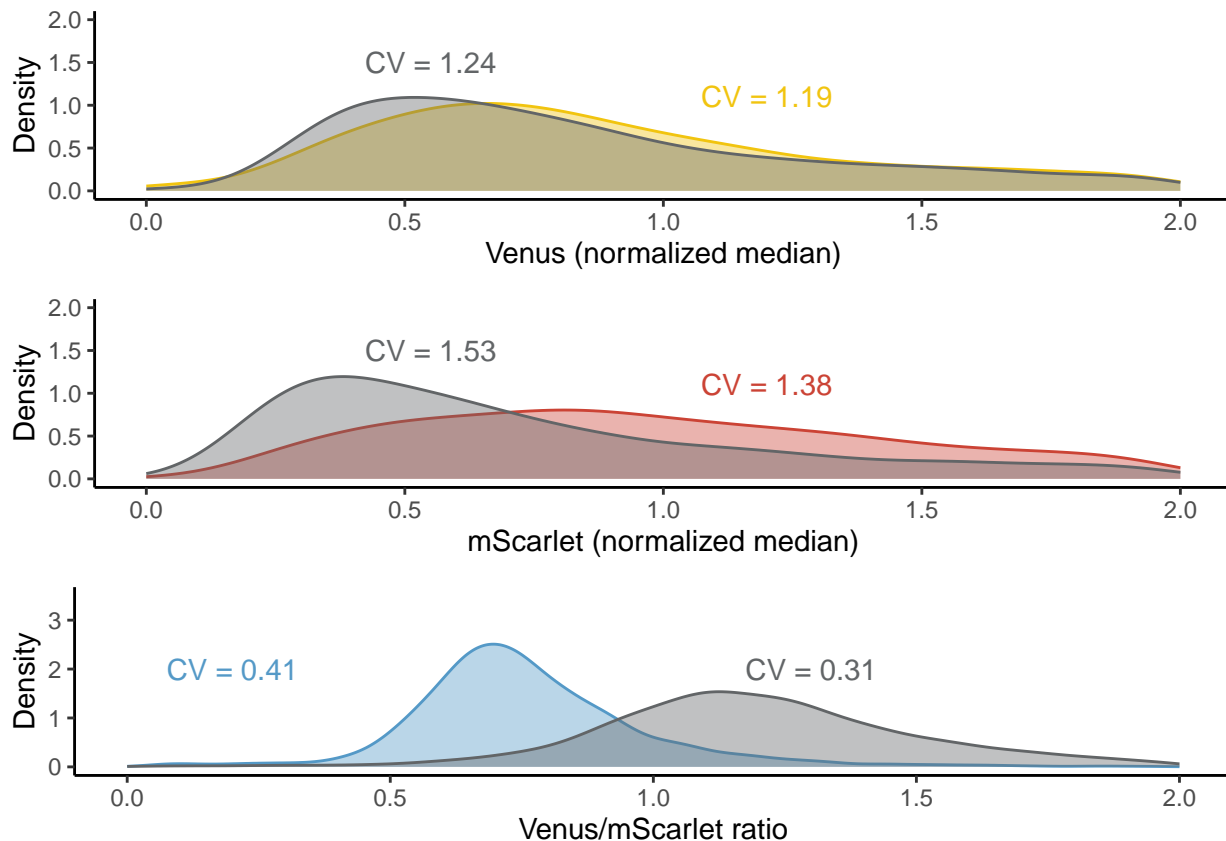 2.0
1.5
1.0
0.5
0.0
Density
CV = 1.24
CV = 1.19
0.0 0.5 1.0 1.5 2.0
Venus (normalized median)
2.0
1.5
1.0
0.5
0.0
Density
CV = 1.53
CV = 1.38
0.0 0.5 1.0 1.5 2.0
mScarlet (normalized median)
3
2
1
0
Density
CV = 0.41 CV = 0.31
0.0 0.5 1.0 1.5 2.0
Venus/mScarlet ratio